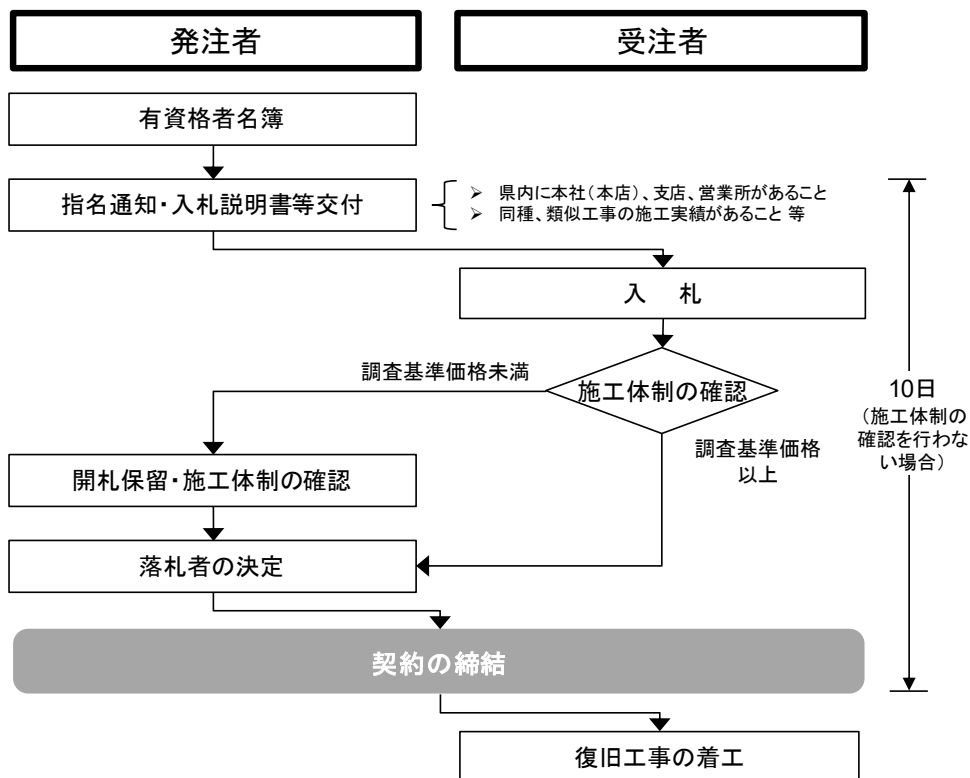 発注者
受注者
有資格者名簿
指名通知・入札説明書等交付
➢ 県内に本社(本店)、支店、営業所があること
➢ 同種、類似工事の施工実績があること 等
入 札
調査基準価格未満
施工体制の確認
調査基準価格
以上
10日
(施工体制の
確認を行わな
い場合)
開札保留・施工体制の確認
落札者の決定
契約の締結
復旧工事の着工